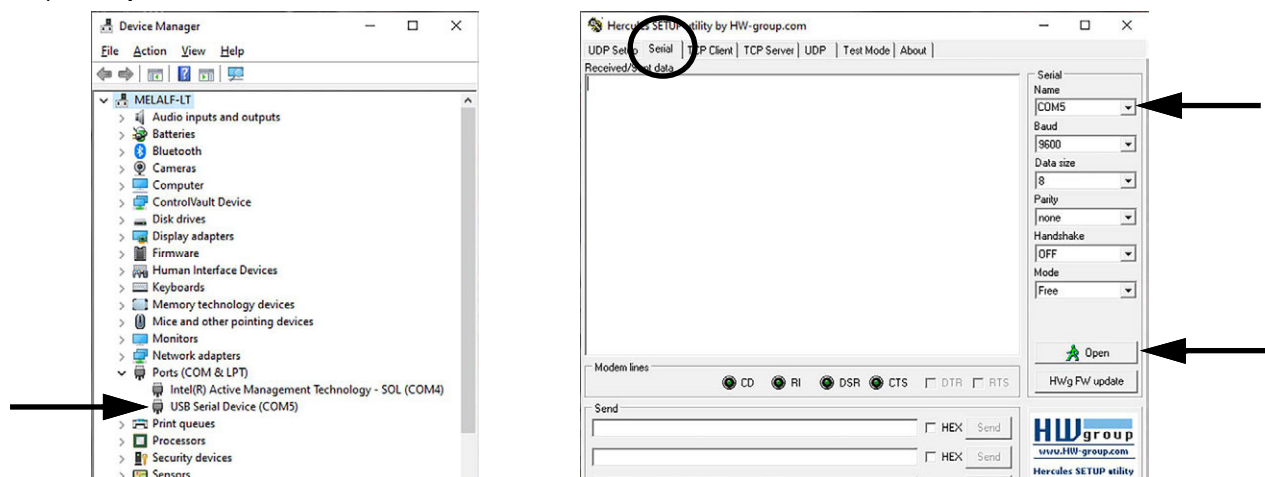 Device Manager
File Action View Help
MELALF-LT
Audio inputs and outputs
Batteries
Bluetooth
Cameras
Computer
ControlVault Device
Disk drives
Display adapters
Firmware
Human Interface Devices
Keyboards
Memory technology devices
Mice and other pointing devices
Monitors
Network adapters
Ports (COM & LPT)
Intel(R) Active Management Technology - SOL (COM4)
USB Serial Device (COM5)
Print queues
Processors
Security devices
Sensors
Hercules SETUP utility by HW-group.com
UDP Setup Serial TCP Client TCP Server UDP Test Mode About
Received/Sent data
Serial
Name
COM5
Baud
9600
Data size
8
Parity
none
Handshake
OFF
Mode
Free
Open
HWg FW update
Modem lines
CD RI DSR CTS DTR RTS
Send
HEX Send
HEX Send
HWgroup
www.HW-group.com
Hercules SETUP utility